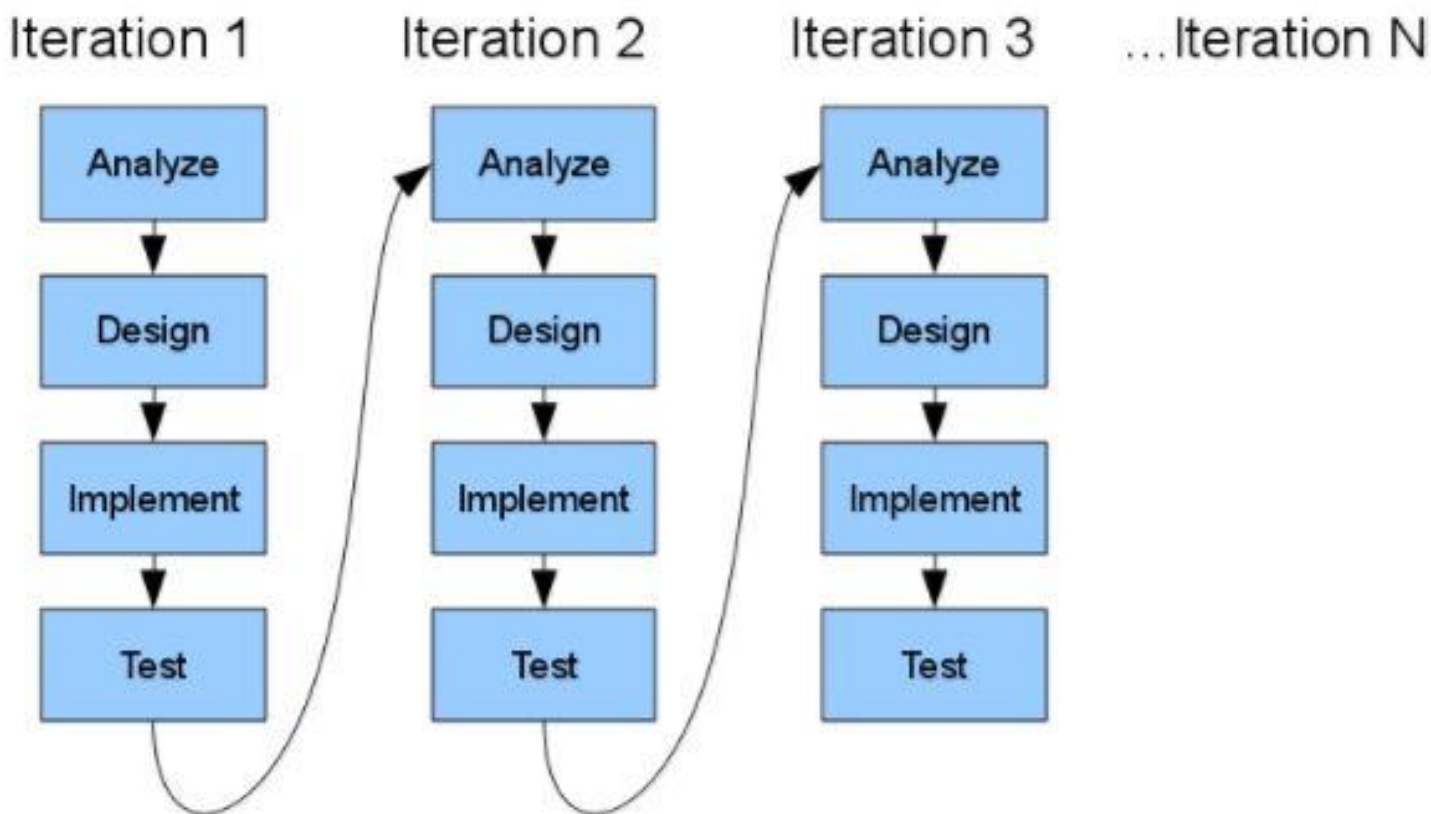 Iteration 1
Iteration 2
Iteration 3
...Iteration N
Analyze
Analyze
Analyze
Design
Design
Design
Implement
Implement
Implement
Test
Test
Test